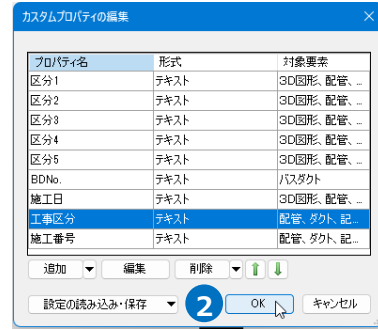 カスタムプロパティの編集
プロパティ名 形式 対象要素
区分1 テキスト 3D図形、配管、...
区分2 テキスト 3D図形、配管、...
区分3 テキスト 3D図形、配管、...
区分4 テキスト 3D図形、配管、...
区分5 テキスト 3D図形、配管、...
BDNo. テキスト バスダクト
施工日 テキスト 3D図形、配管、...
工事区分 テキスト 配管、ダクト、記...
施工番号 テキスト 配管、ダクト、記...
追加 編集 削除
設定の読み込み・保存 2 OK キャンセル